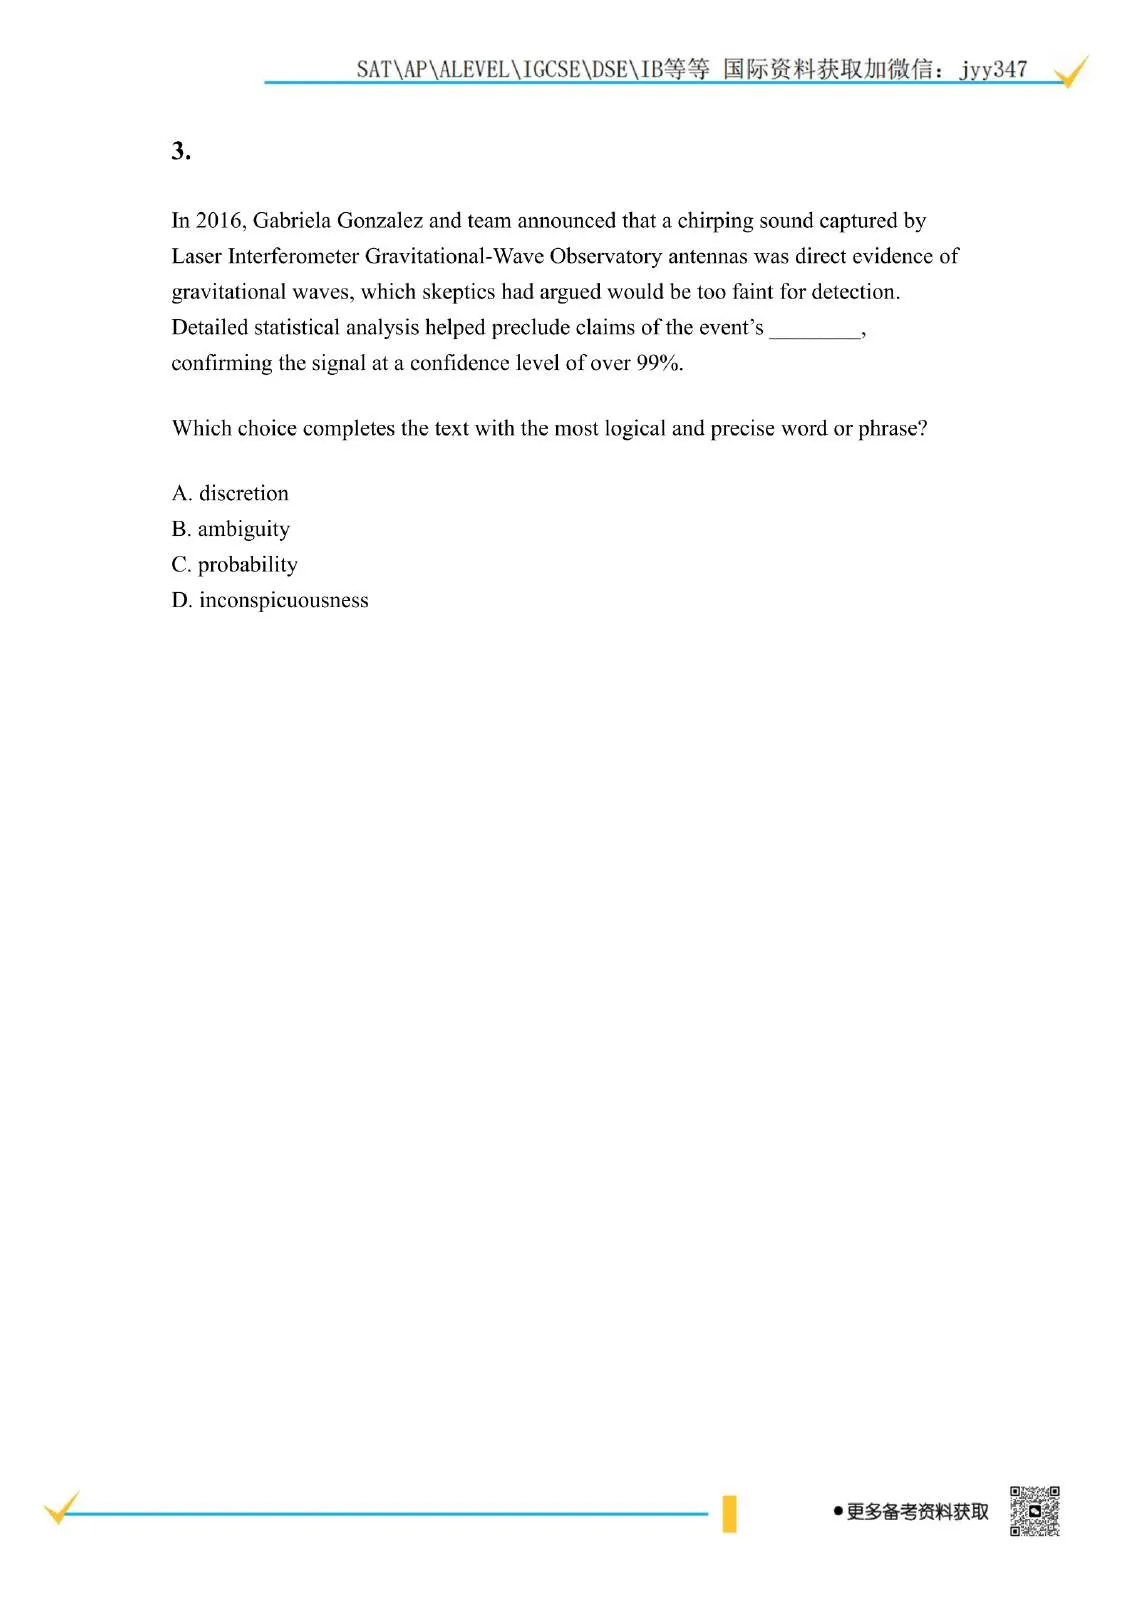 SAT\AP\ALEVEL\IGCSE\DSE\IB等等 国际资料获取加微信: jyy347
3.
In 2016, Gabriela Gonzalez and team announced that a chirping sound captured by
Laser Interferometer Gravitational-Wave Observatory antennas was direct evidence of
gravitational waves, which skeptics had argued would be too faint for detection.
Detailed statistical analysis helped preclude claims of the event’s ________,
confirming the signal at a confidence level of over 99%.
Which choice completes the text with the most logical and precise word or phrase?
A. discretion
B. ambiguity
C. probability
D. inconspicuousness
●更多备考资料获取